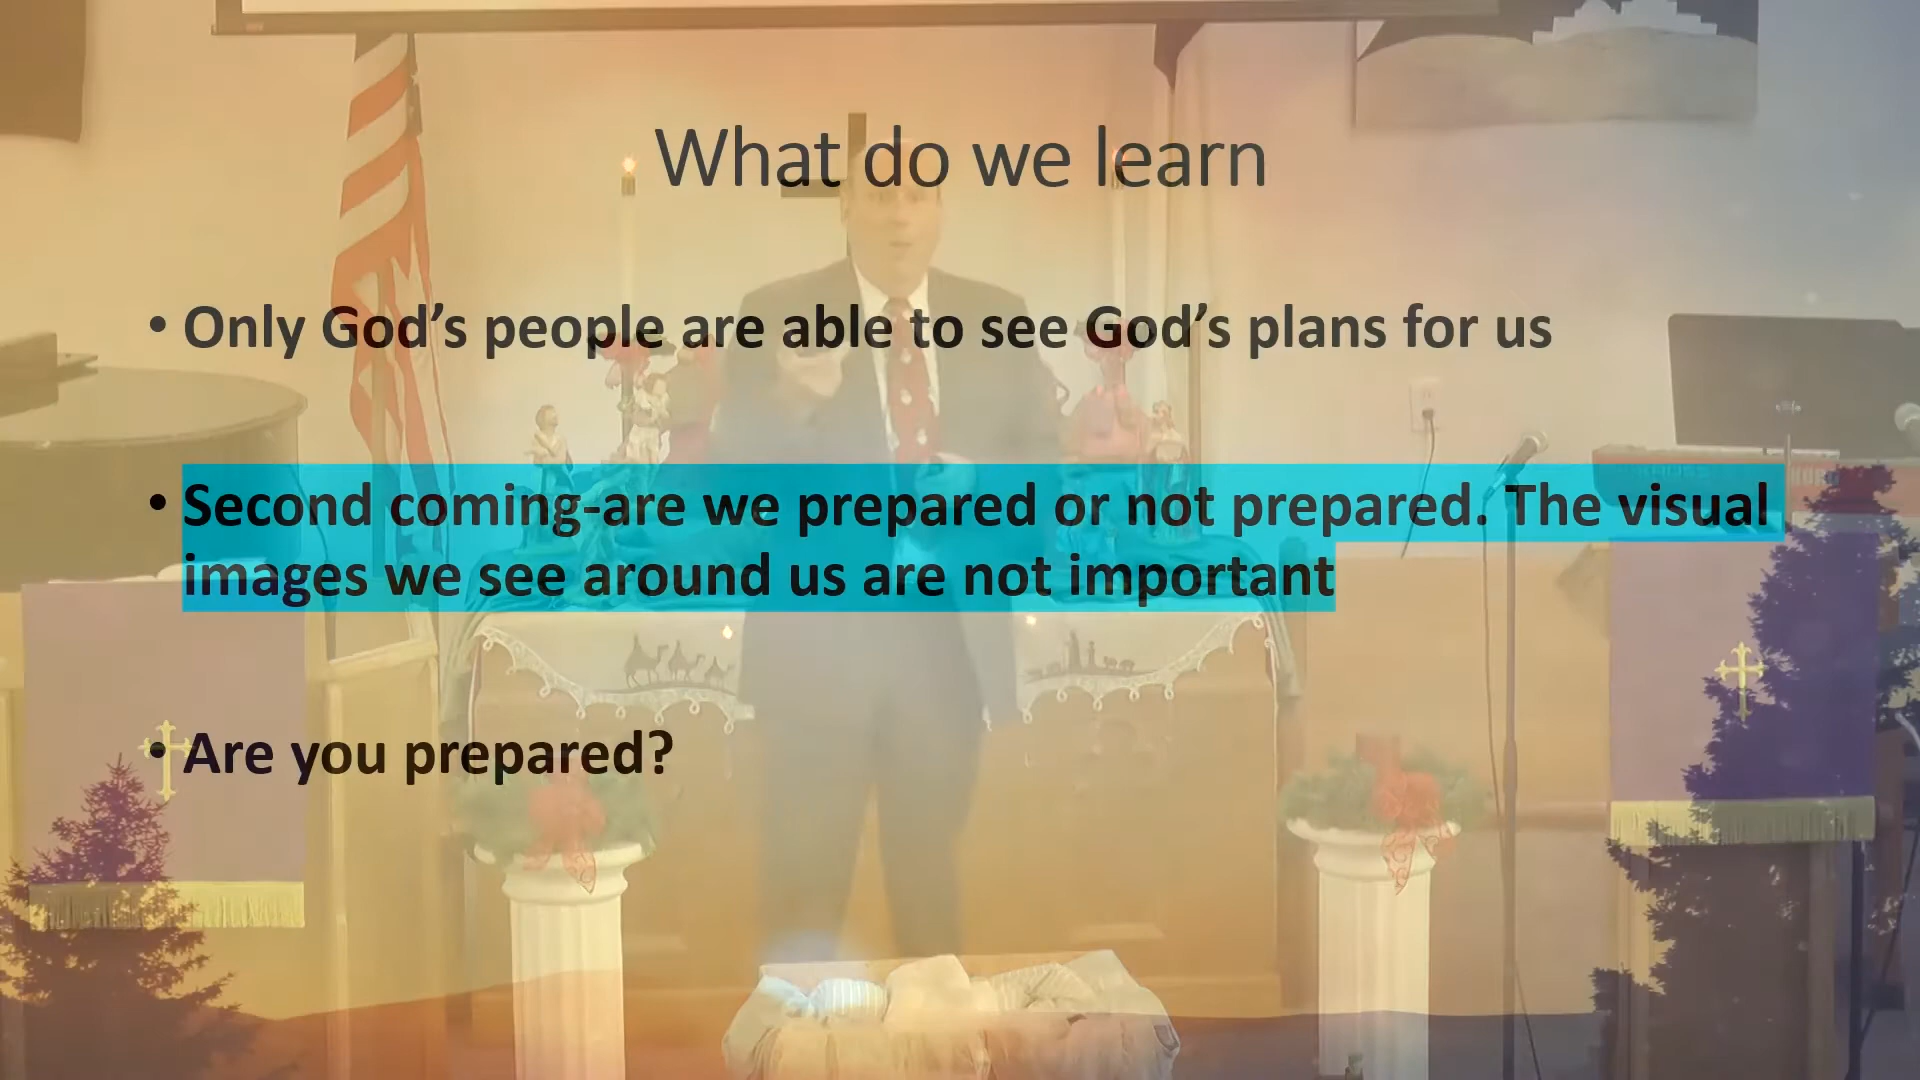 What do we learn
• Only God’s people are able to see God’s plans for us
• Second coming-are we prepared or not prepared. The visual
images we see around us are not important
• Are you prepared?